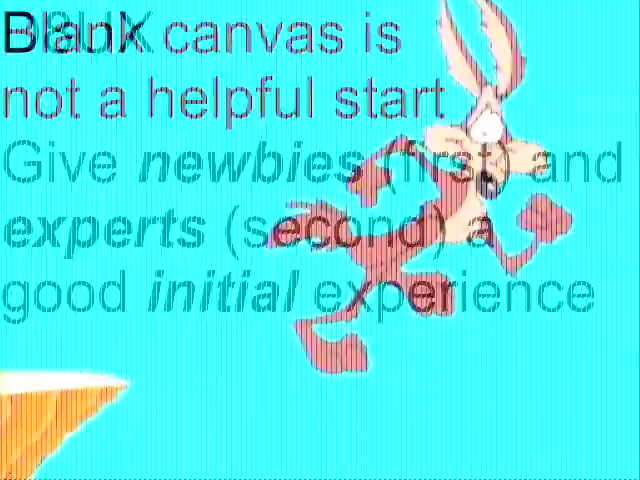 Blank canvas is
not a helpful start
Give newbies (first) and
experts (second) a
good initial experience